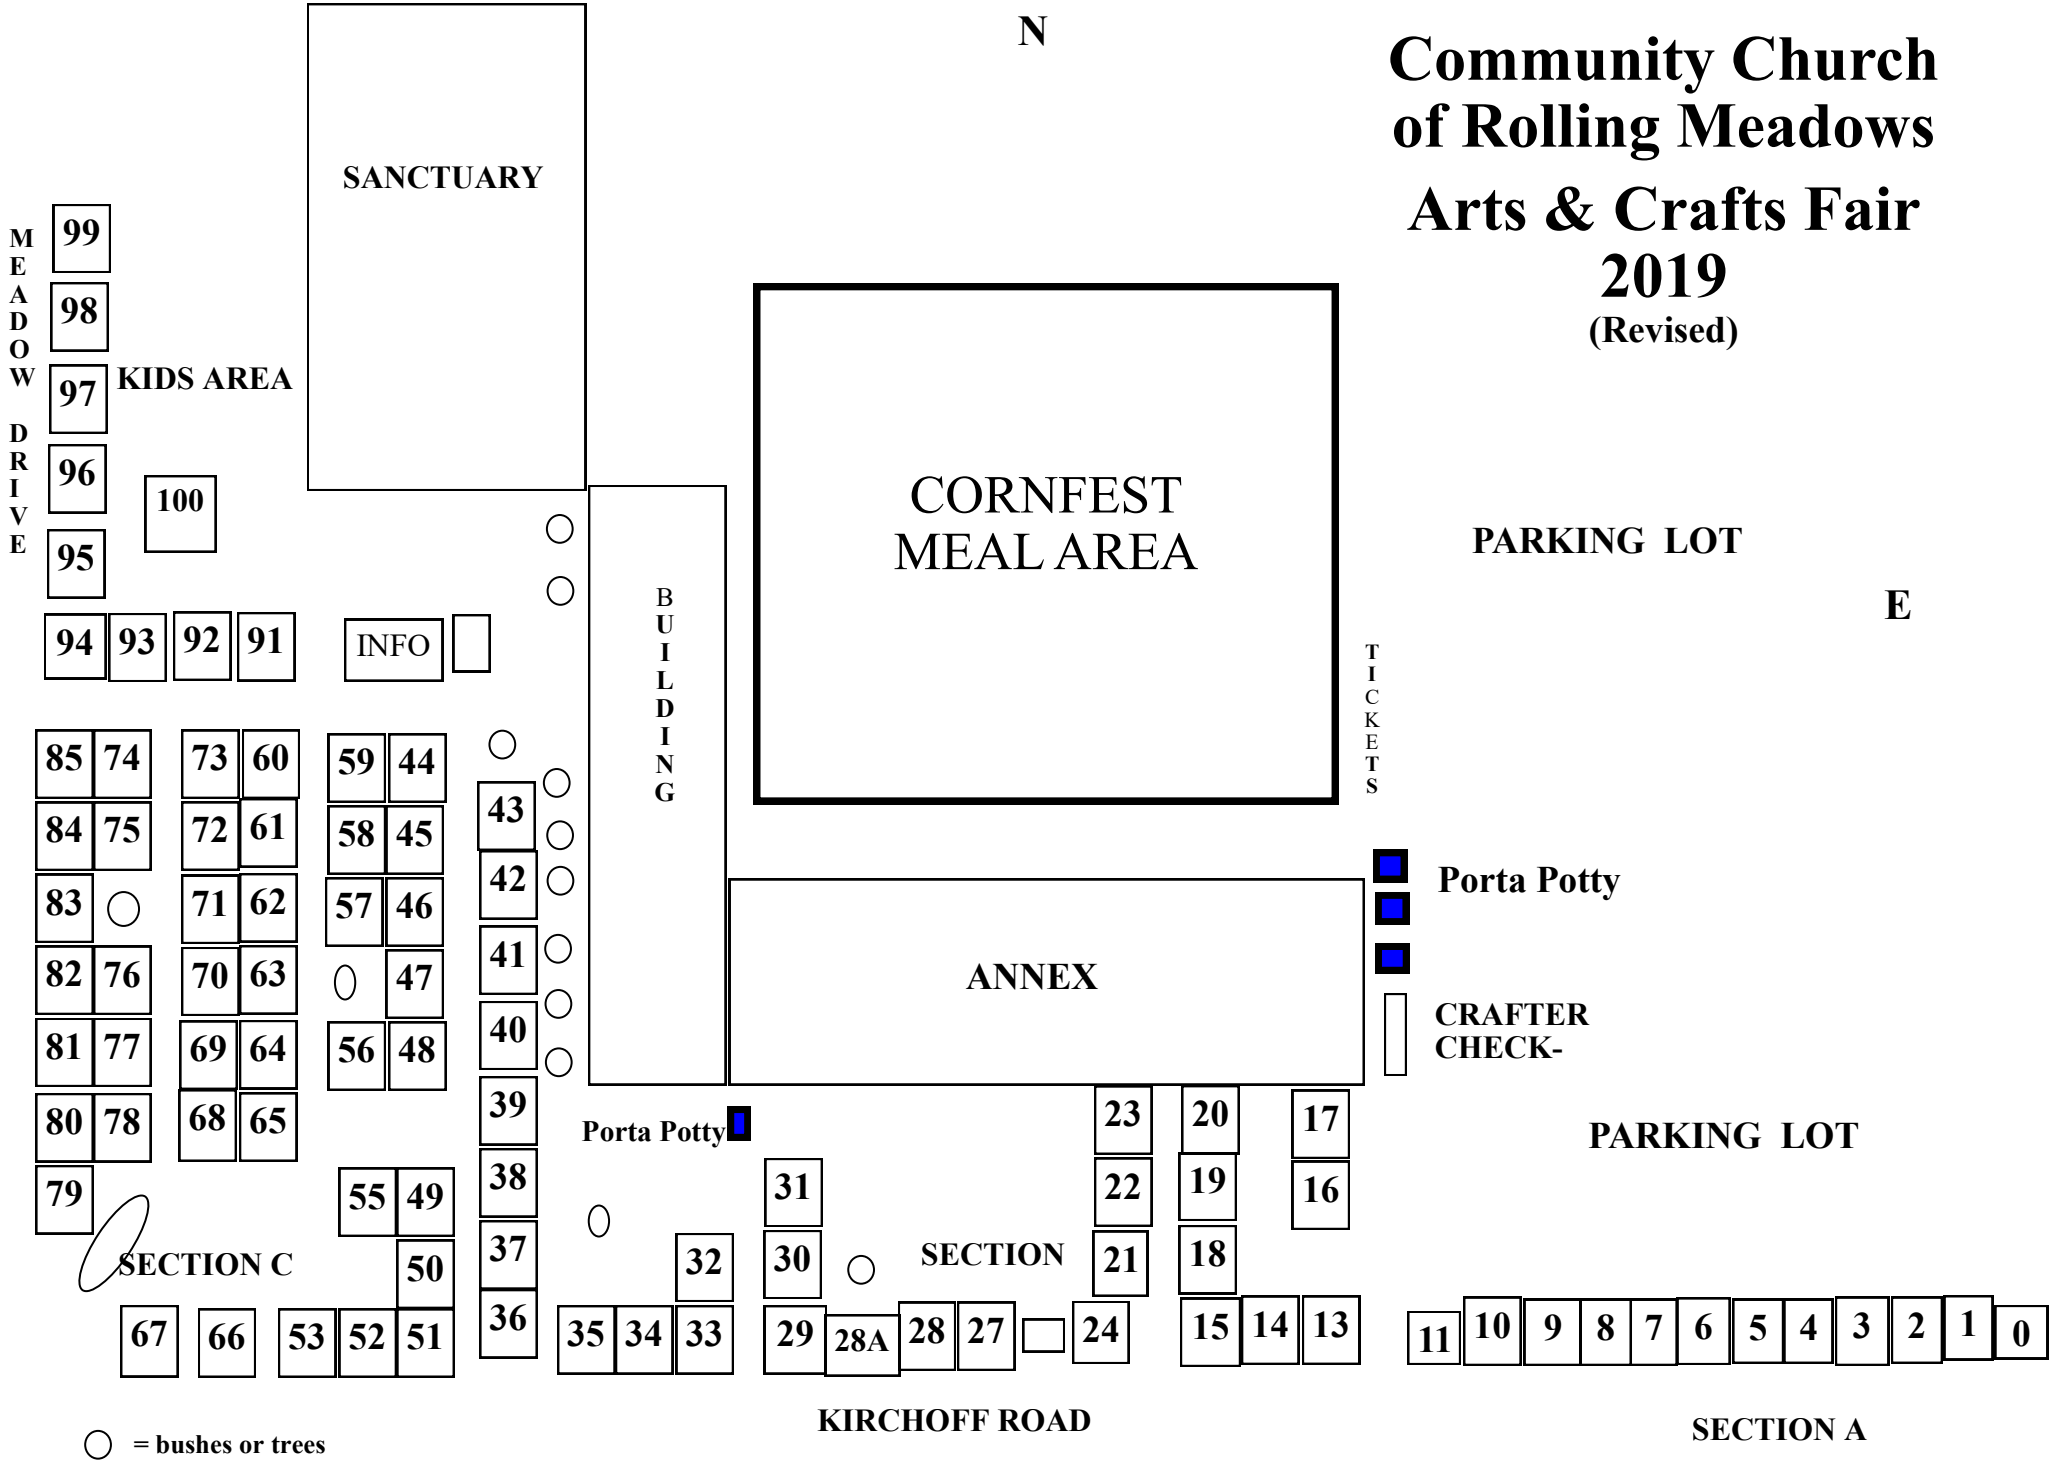 N
Community Church
of Rolling Meadows
Arts & Crafts Fair
2019
(Revised)
SANCTUARY
MEADOW DRIVE
99
98
97
96
95
KIDS AREA
100
CORNFEST
MEAL AREA
PARKING LOT
E
94 93 92 91
INFO
BUILDING
TICKETS
85 74 73 60 59 44
84 75 72 61 58 45
83 71 62 57 46
82 76 70 63 47
81 77 69 64 56 48
80 78 68 65
79 55 49
50
43
42
41
40
39
38
37
36
Porta Potty
ANNEX
CRAFTER
CHECK-
PARKING LOT
Porta Potty
23 20 17
22 19 16
21 18
31
30
32
SECTION
SECTION C
67 66 53 52 51
35 34 33 29 28A 28 27 24 15 14 13
11 10 9 8 7 6 5 4 3 2 1 0
KIRCHOFF ROAD
SECTION A
= bushes or trees